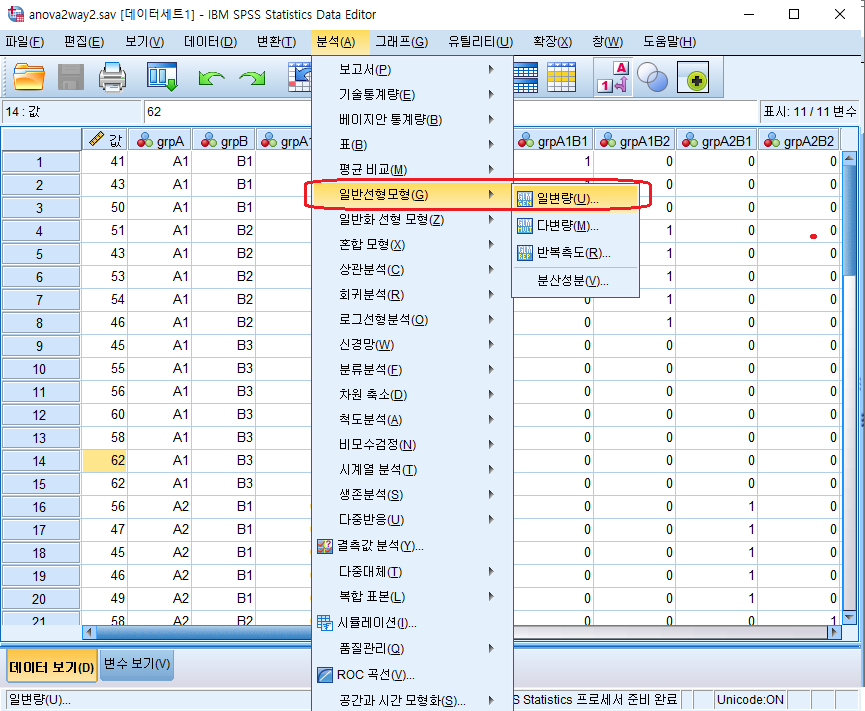 anova2way2.sav [데이터세트1] - IBM SPSS Statistics Data Editor
파일(F) 편집(E) 보기(V) 데이터(D) 변환(T) 분석(A) 그래프(G) 유틸리티(U) 확장(X) 창(W) 도움말(H)
14 : 값 62 표시: 11 / 11 변수
값 grpA grpB grpA1 grpA1B1 grpA1B2 grpA2B1 grpA2B2
1 41 A1 B1 1 0 0 0
2 43 A1 B1 0
3 50 A1 B1
4 51 A1 B2 1 0 0
5 43 A1 B2 1 0 0
6 53 A1 B2 1 0 0
7 54 A1 B2 0 1 0 0
8 46 A1 B2 0 1 0 0
9 45 A1 B3 0 0 0 0
10 55 A1 B3 0 0 0 0
11 56 A1 B3 0 0 0 0
12 60 A1 B3 0 0 0 0
13 58 A1 B3 0 0 0 0
14 62 A1 B3 0 0 0 0
15 62 A1 B3 0 0 0 0
16 56 A2 B1 0 0 1 0
17 47 A2 B1 0 0 1 0
18 45 A2 B1 0 0 1 0
19 46 A2 B1 0 0 1 0
20 49 A2 B1 0 0 1 0
21 58 A2 B2 0 0 0 1
보고서(P)
기술통계량(E)
베이지안 통계량(B)
표(B)
평균 비교(M)
일반선형모형(G)
일반화 선형 모형(Z)
혼합 모형(X)
상관분석(C)
회귀분석(R)
로그선형분석(O)
신경망(W)
분류분석(F)
차원 축소(D)
척도분석(A)
비모수검정(N)
시계열 분석(T)
생존분석(S)
다중반응(U)
결측값 분석(Y)...
다중대체(T)
복합 표본(L)
시뮬레이션(I)...
품질관리(Q)
ROC 곡선(V)...
공간과 시간 모형화(S)...
GLM GEN 일변량(U)...
GLM MULT 다변량(M)...
GLM REP 반복측도(R)...
분산성분(V)...
데이터 보기(D) 변수 보기(V)
일변량(U)... S Statistics 프로세서 준비 완료 Unicode:ON